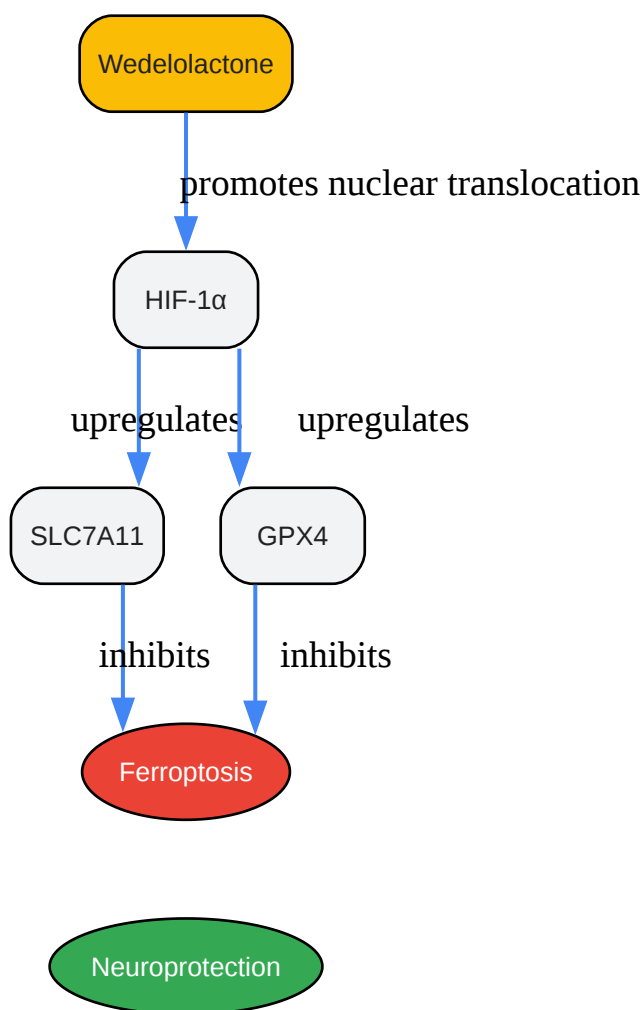 Wedelolactone
promotes nuclear translocation
HIF-1α
upregulates
upregulates
SLC7A11
GPX4
inhibits
inhibits
Ferroptosis
Neuroprotection